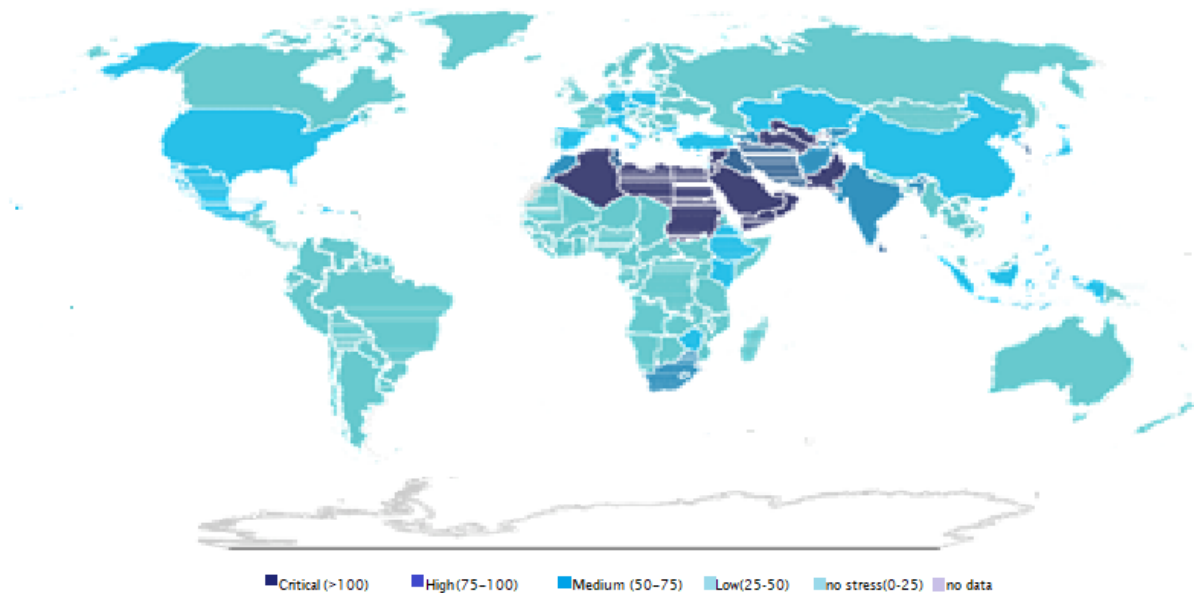 Critical (>100) High(75-100) Medium (50-75) Low(25-50) no stress(0-25) no data